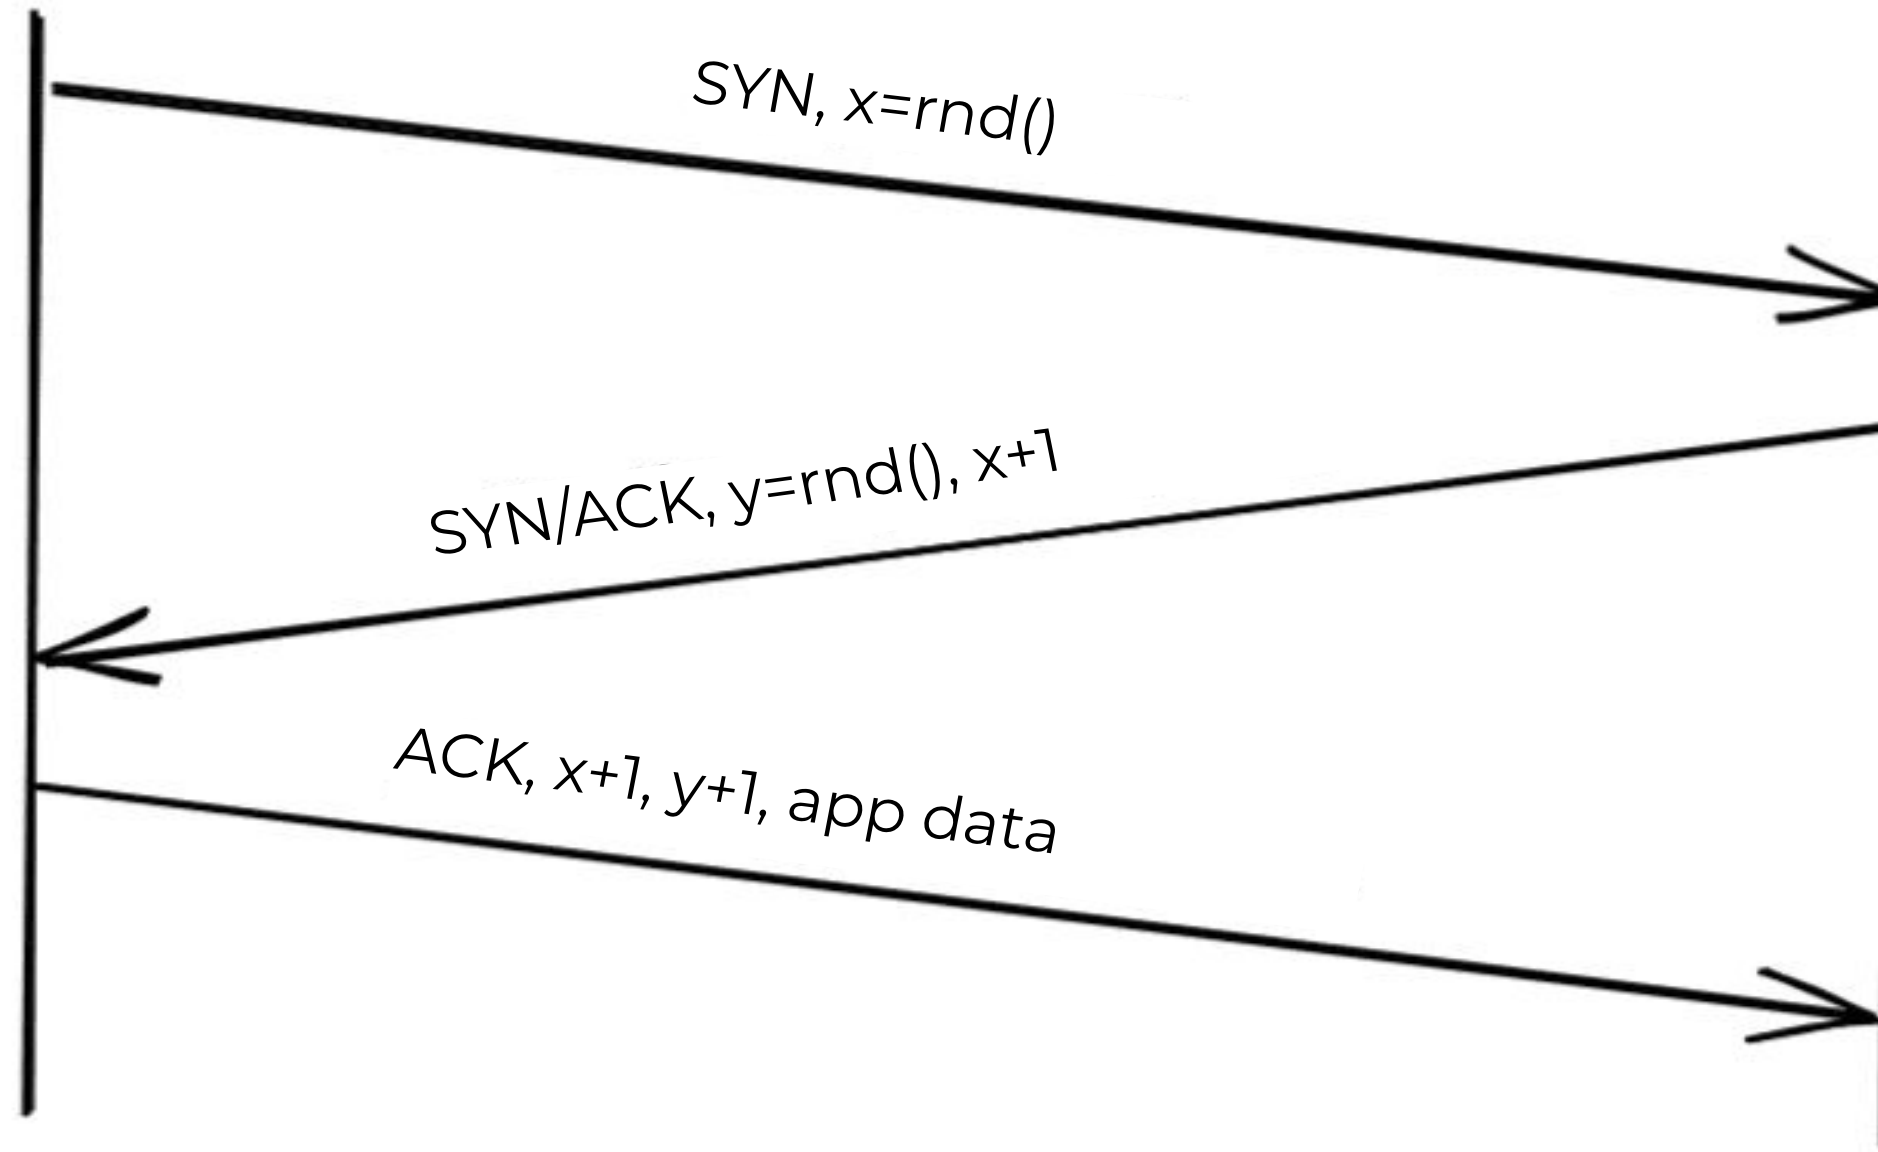 SYN, x=rnd()
SYN/ACK, y=rnd(), x+1
ACK, x+1, y+1, app data